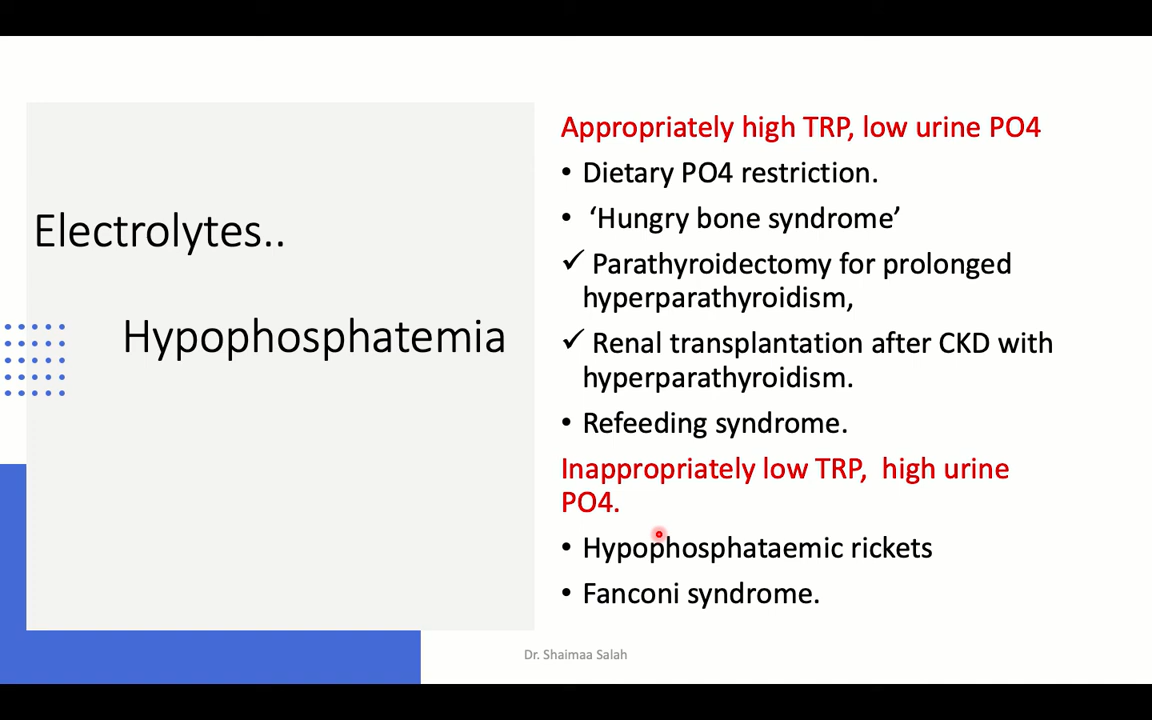 Electrolytes..
Hypophosphatemia
Appropriately high TRP, low urine PO4
• Dietary PO4 restriction.
• ‘Hungry bone syndrome’
✓ Parathyroidectomy for prolonged
hyperparathyroidism,
✓ Renal transplantation after CKD with
hyperparathyroidism.
• Refeeding syndrome.
Inappropriately low TRP, high urine
PO4.
• Hypophosphataemic rickets
• Fanconi syndrome.
Dr. Shaimaa Salah